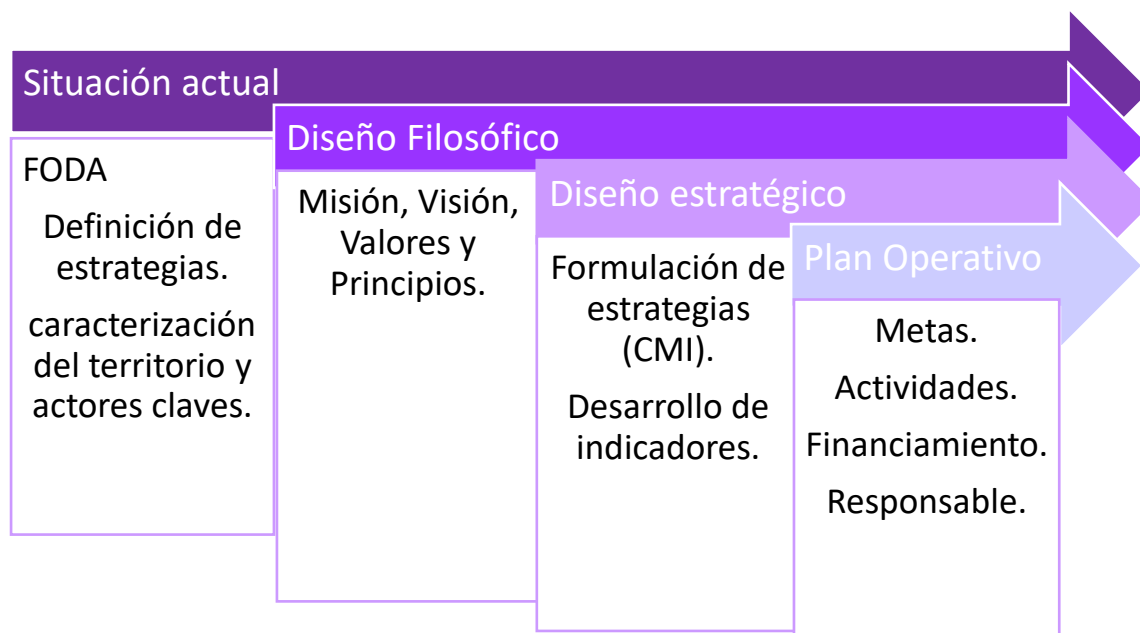 Situación actual
FODA
Definición de
estrategias.
caracterización
del territorio y
actores claves.
Diseño Filosófico
Misión, Visión,
Valores y
Principios.
Diseño estratégico
Formulación de
estrategias
(CMI).
Desarrollo de
indicadores.
Plan Operativo
Metas.
Actividades.
Financiamiento.
Responsable.